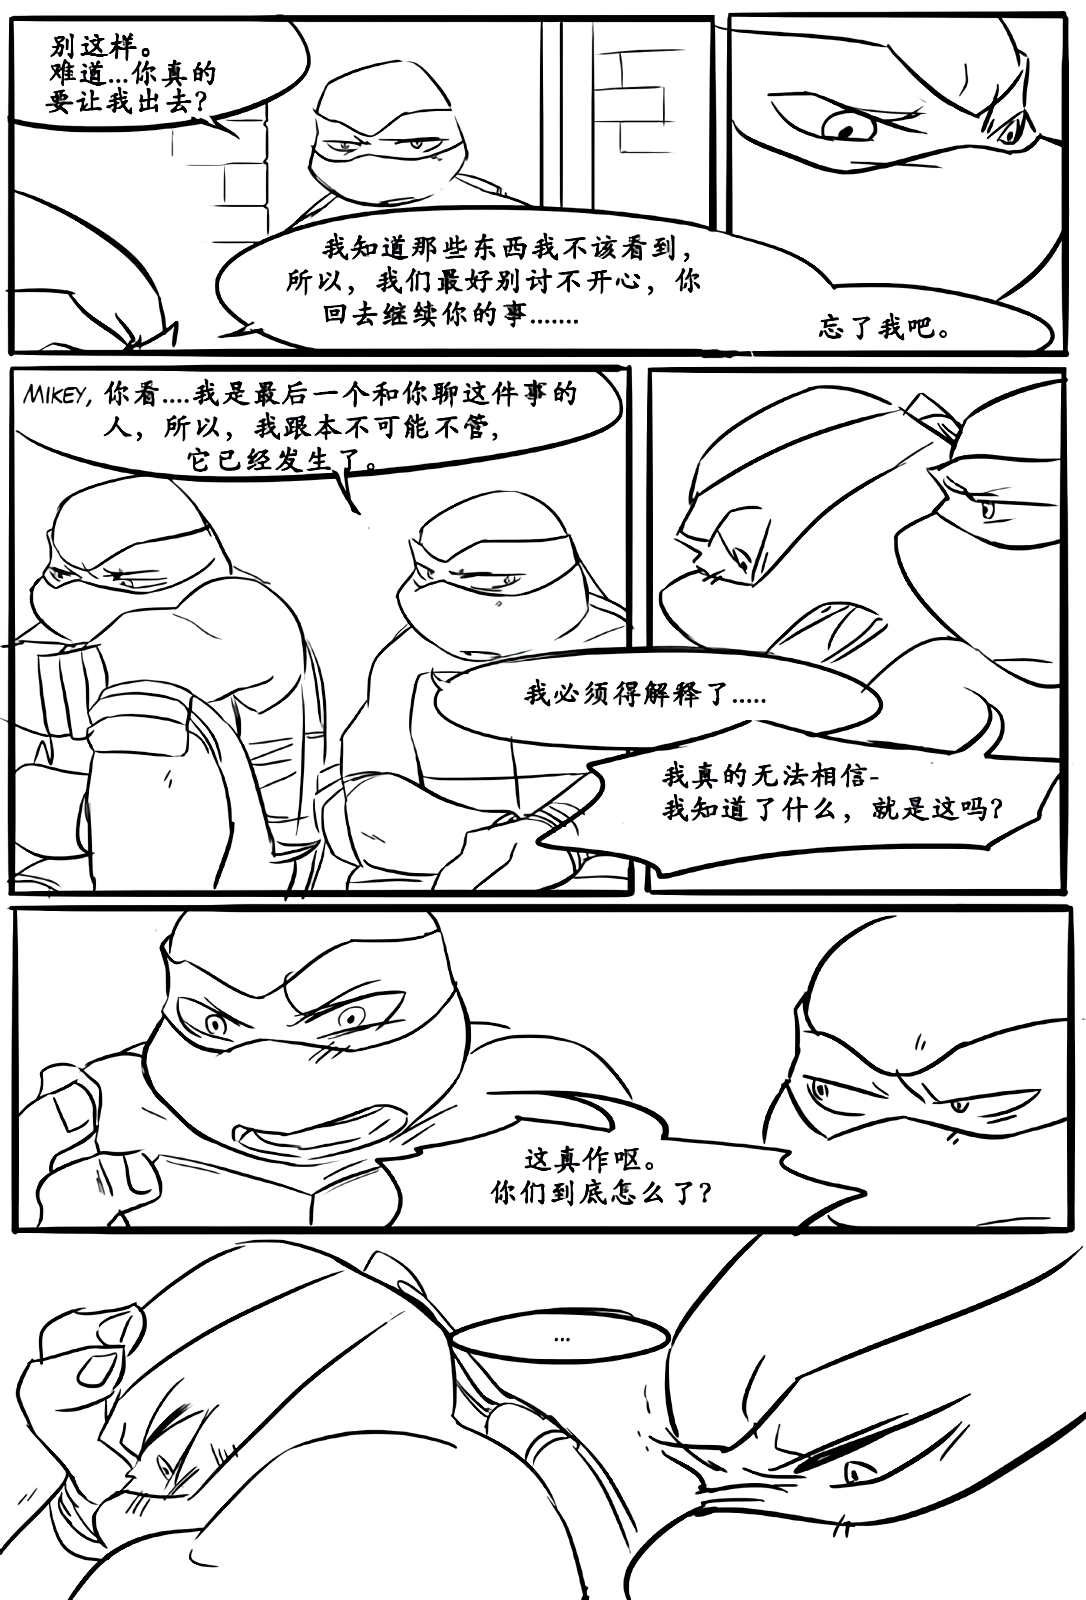 别这样。
难道...你真的
要让我出去？
我知道那些东西我不该看到，
所以，我们最好别讨不开心，你
回去继续你的事.......
忘了我吧。
MIKEY, 你看....我是最后一个和你聊这件事的
人，所以，我跟本不可能不管，
它已经发生了。
我必须得解释了.....
我真的无法相信-
我知道了什么，就是这吗？
这真作呕。
你们到底怎么了？
...